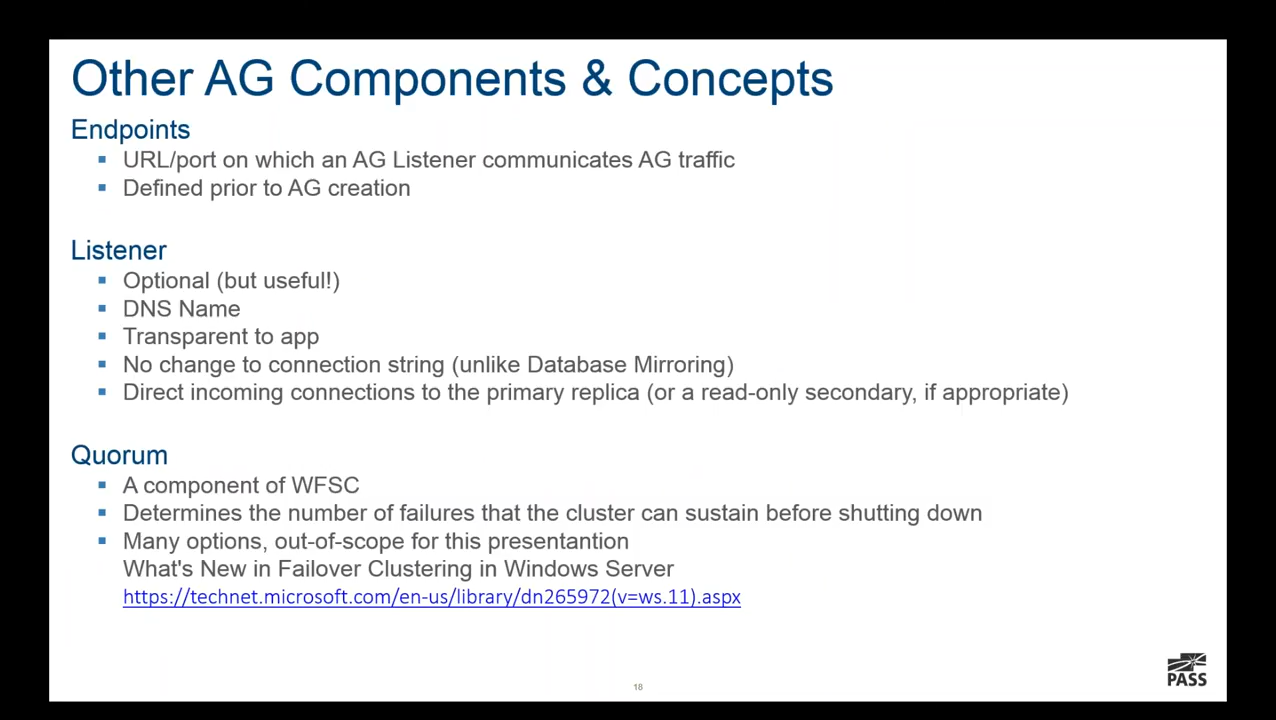 Other AG Components & Concepts
Endpoints
▪ URL/port on which an AG Listener communicates AG traffic
▪ Defined prior to AG creation
Listener
▪ Optional (but useful!)
▪ DNS Name
▪ Transparent to app
▪ No change to connection string (unlike Database Mirroring)
▪ Direct incoming connections to the primary replica (or a read-only secondary, if appropriate)
Quorum
▪ A component of WFSC
▪ Determines the number of failures that the cluster can sustain before shutting down
▪ Many options, out-of-scope for this presentantion
What's New in Failover Clustering in Windows Server
https://technet.microsoft.com/en-us/library/dn265972(v=ws.11).aspx
18
PASS